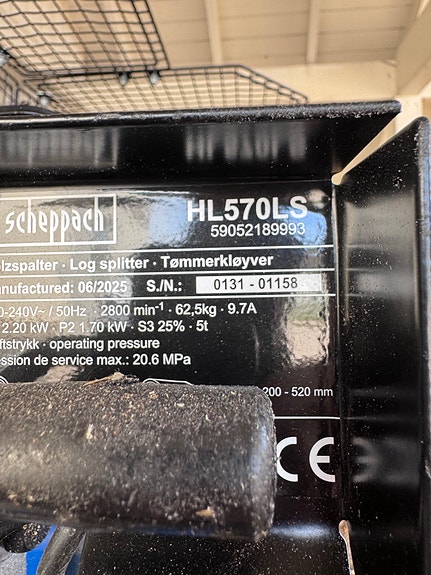 scheppach
HL570LS
59052189993
lzspalter · Log splitter · Tømmerkløyver
nufactured: 06/2025 S./N.: 0131 - 01158
0-240V~ / 50Hz · 2800 min⁻¹ · 62,5kg · 9.7A
2.20 kW · P2 1.70 kW · S3 25% · 5t
ftstrykk · operating pressure
ession de service max.: 20.6 MPa
200 - 520 mm
CE